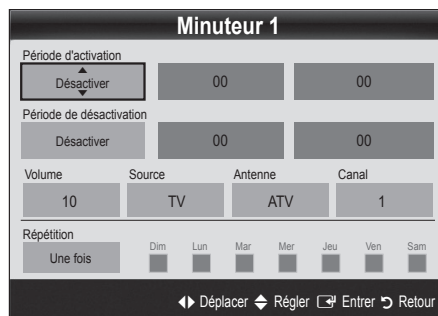 Minuteur 1
Période d'activation
Désactiver 00 00
Période de désactivation
Désactiver 00 00
Volume Source Antenne Canal
10 TV ATV 1
Répétition
Dim Lun Mar Mer Jeu Ven Sam
Une fois
Déplacer Régler Entrer Retour